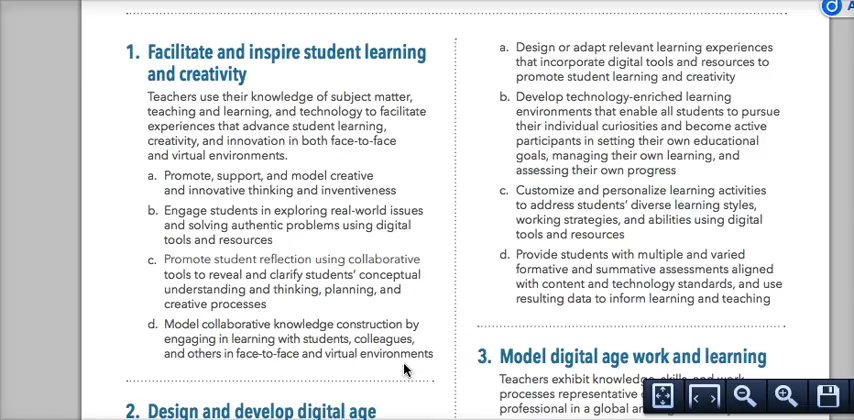 1. Facilitate and inspire student learning
and creativity
Teachers use their knowledge of subject matter,
teaching and learning, and technology to facilitate
experiences that advance student learning,
creativity, and innovation in both face-to-face
and virtual environments.
a. Promote, support, and model creative
and innovative thinking and inventiveness
b. Engage students in exploring real-world issues
and solving authentic problems using digital
tools and resources
c. Promote student reflection using collaborative
tools to reveal and clarify students' conceptual
understanding and thinking, planning, and
creative processes
d. Model collaborative knowledge construction by
engaging in learning with students, colleagues,
and others in face-to-face and virtual environments
2. Design and develop digital age
a. Design or adapt relevant learning experiences
that incorporate digital tools and resources to
promote student learning and creativity
b. Develop technology-enriched learning
environments that enable all students to pursue
their individual curiosities and become active
participants in setting their own educational
goals, managing their own learning, and
assessing their own progress
c. Customize and personalize learning activities
to address students' diverse learning styles,
working strategies, and abilities using digital
tools and resources
d. Provide students with multiple and varied
formative and summative assessments aligned
with content and technology standards, and use
resulting data to inform learning and teaching
3. Model digital age work and learning
Teachers exhibit knowledge, skills, and work
processes representative
professional in a global